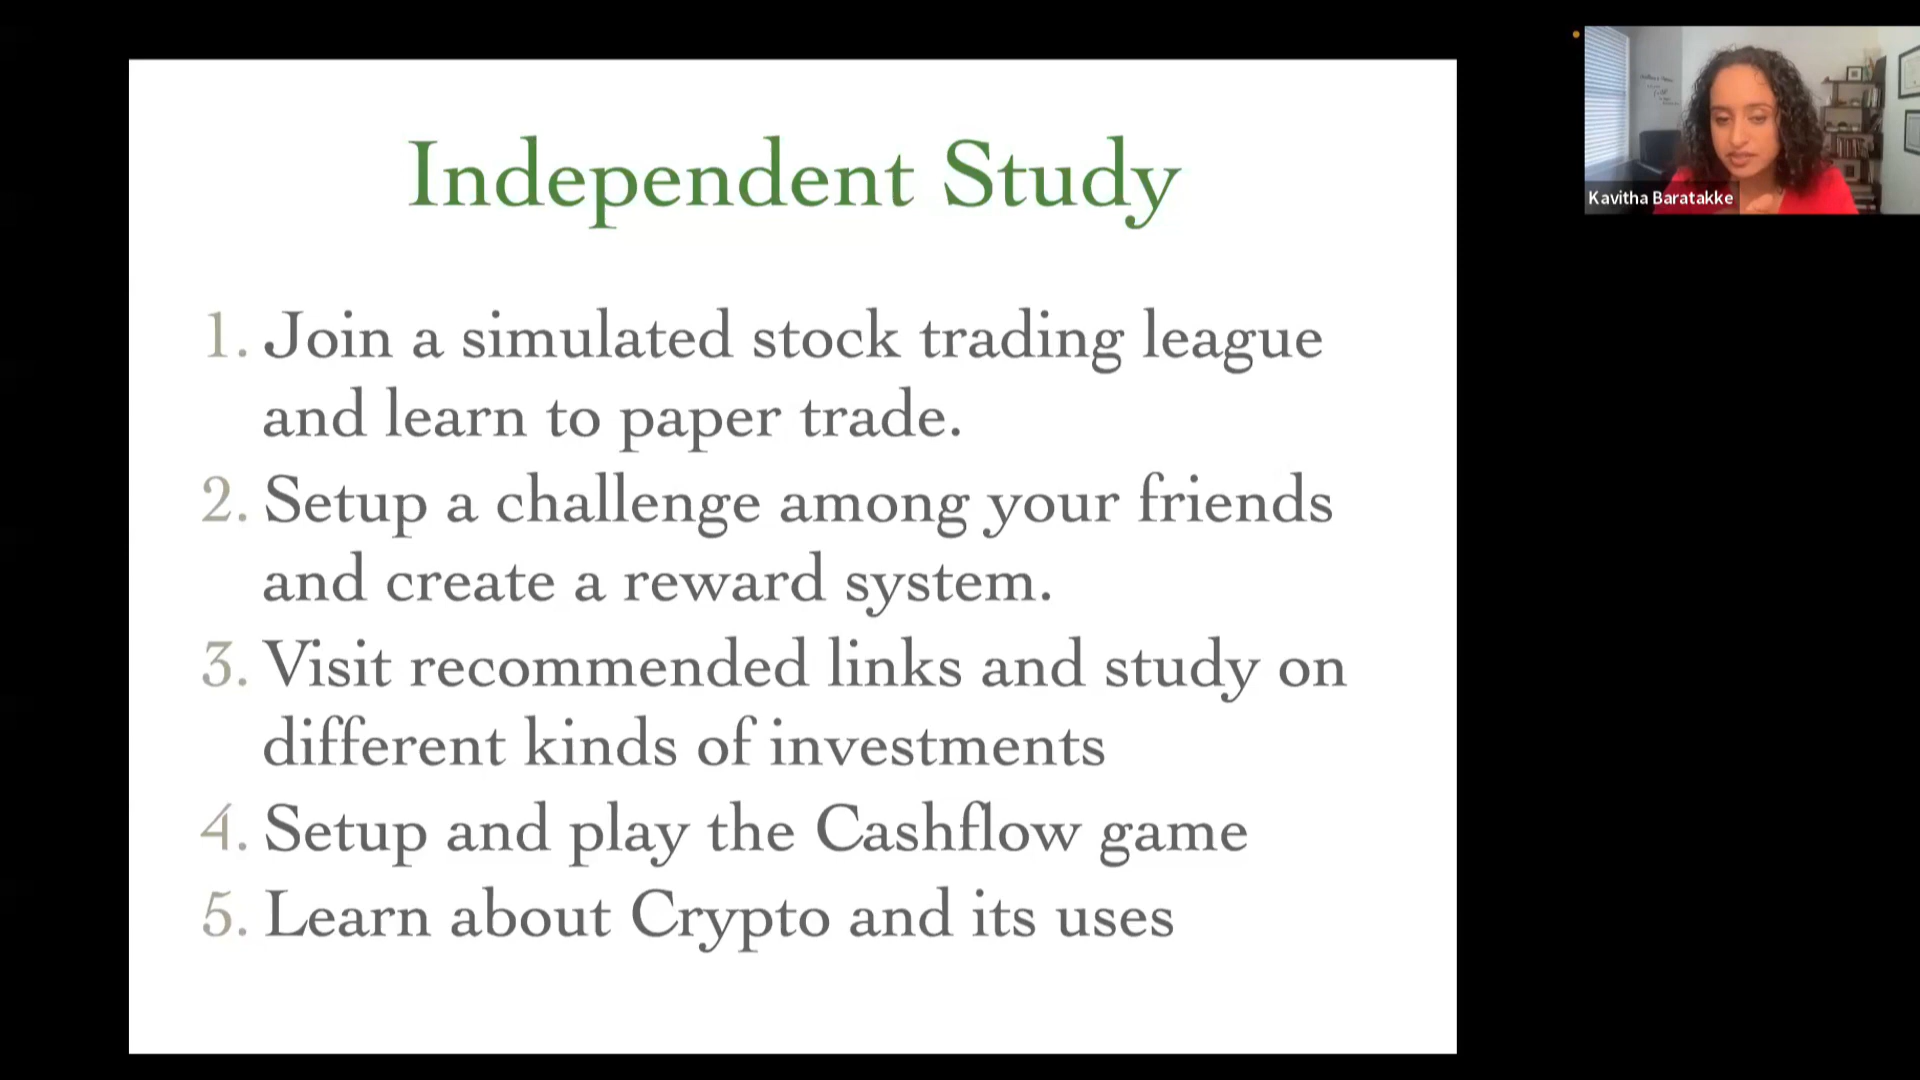 Independent Study
1. Join a simulated stock trading league
and learn to paper trade.
2. Setup a challenge among your friends
and create a reward system.
3. Visit recommended links and study on
different kinds of investments
4. Setup and play the Cashflow game
5. Learn about Crypto and its uses
Kavitha Baratakke